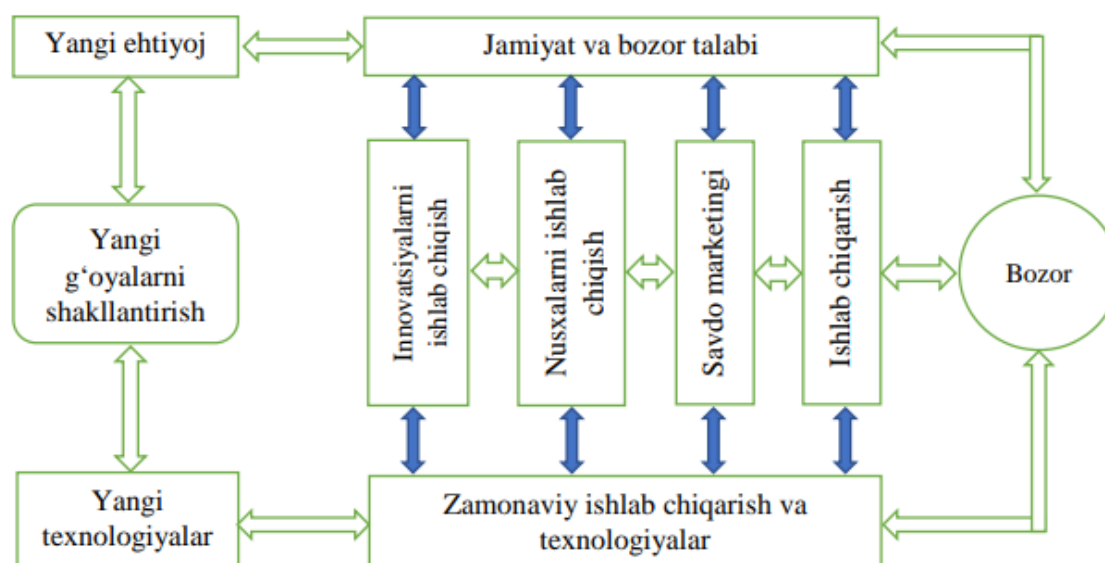 Yangi ehtiyoj
Jamiyat va bozor talabi
Yangi
g‘oyalarni
shakllantirish
Innovatsiyalarni
ishlab chiqish
Nusxalarni ishlab
chiqish
Savdo marketingi
Ishlab chiqarish
Bozor
Yangi
texnologiyalar
Zamonaviy ishlab chiqarish va
texnologiyalar